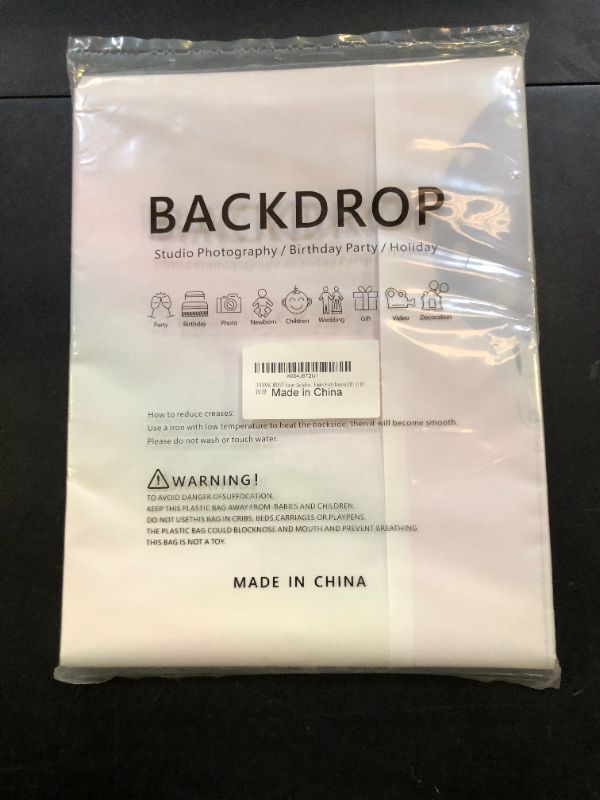 BACKDROP
Studio Photography / Birthday Party / Holiday
Party Birthday Photo Newborn Children Wedding Gift Video Decoration
Made in China
How to reduce creases:
Use a iron with low temperature to heat the backside, then it will become smooth.
Please do not wash or touch water.
WARNING!
TO AVOID DANGER OFSUFFOCATION,
KEEP THIS PLASTIC BAG AWAY FROM BABIES AND CHILDREN.
DO NOT USETHIS BAG IN CRIBS, BEDS,CARRIAGES OR PLAYPENS.
THE PLASTIC BAG COULD BLOCKNOSE AND MOUTH AND PREVENT BREATHING.
THIS BAG IS NOT A TOY.
MADE IN CHINA